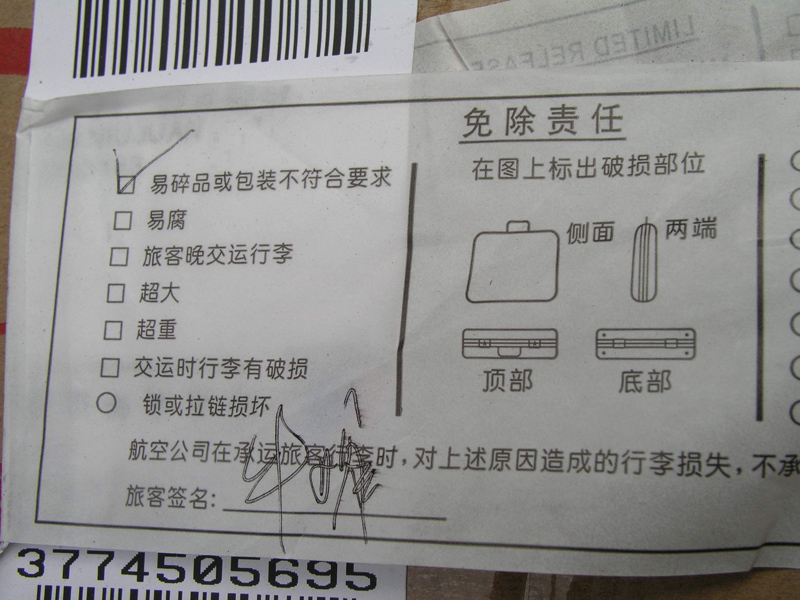 LIMITED RELEASE
免除责任
易碎品或包装不符合要求
易腐
旅客晚交运行李
超大
超重
交运时行李有破损
锁或拉链损坏
在图上标出破损部位
侧面
两端
顶部
底部
航空公司在承运旅客行李时，对上述原因造成的行李损失，不承
旅客签名：
3774505695